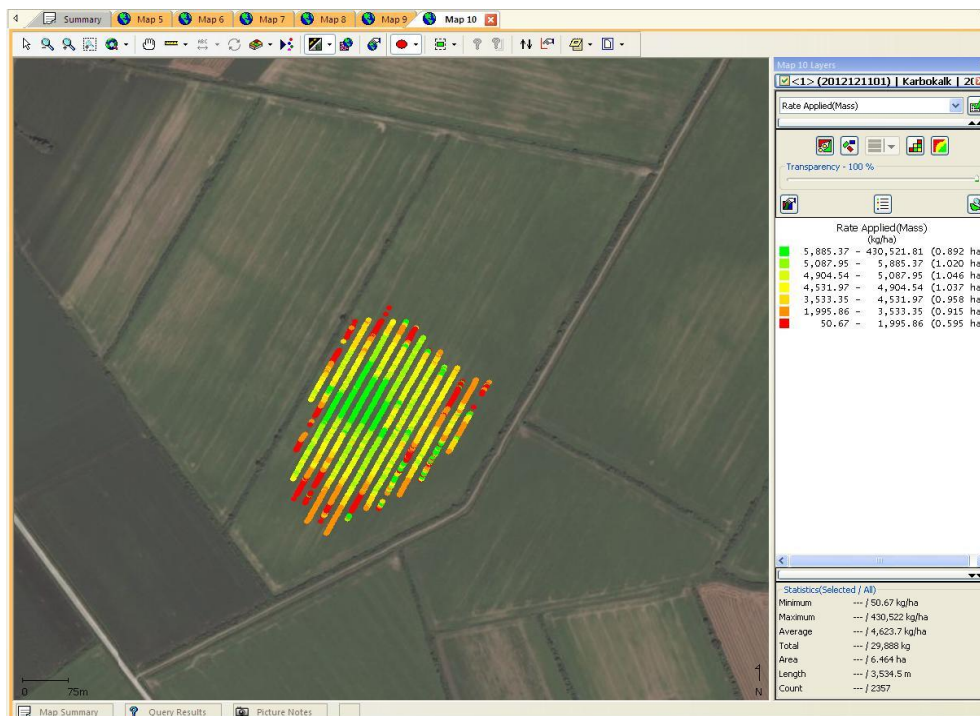 Summary Map 5 Map 6 Map 7 Map 8 Map 9 Map 10
ABC
Map 10 Layers
<1> (2012121101) | Karbokalk |
Rate Applied(Mass)
Transparency - 100 %
Rate Applied(Mass)
(kg/ha)
5,885.37 - 430,521.81 (0.892 ha
5,087.95 - 5,885.37 (1.020 ha
4,904.54 - 5,087.95 (1.046 ha
4,531.97 - 4,904.54 (1.037 ha
3,533.35 - 4,531.97 (0.958 ha
1,995.86 - 3,533.35 (0.915 ha
50.67 - 1,995.86 (0.595 ha
Statistics(Selected / All)
Minimum --- / 50.67 kg/ha
Maximum --- / 430,522 kg/ha
Average --- / 4,623.7 kg/ha
Total --- / 29,888 kg
Area --- / 6.464 ha
Length --- / 3,534.5 m
Count --- / 2357
0 75m
N
Map Summary Query Results Picture Notes